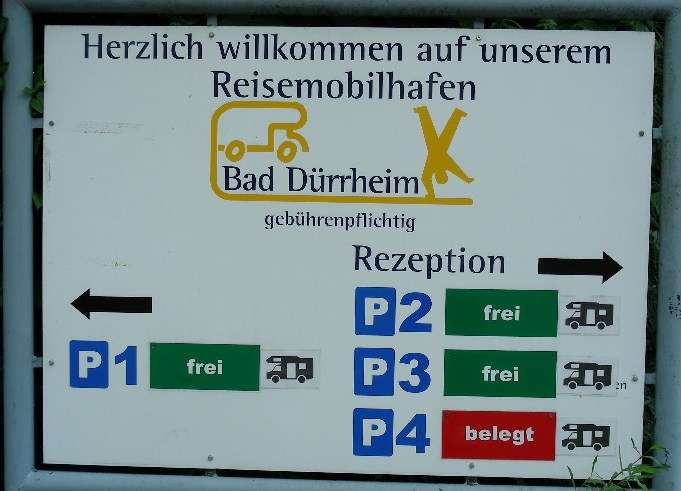 Herzlich willkommen auf unserem
Reisemobilhafen
Bad Dürrheim
gebührenpflichtig
Rezeption
P1 frei
P2 frei
P3 frei
P4 belegt